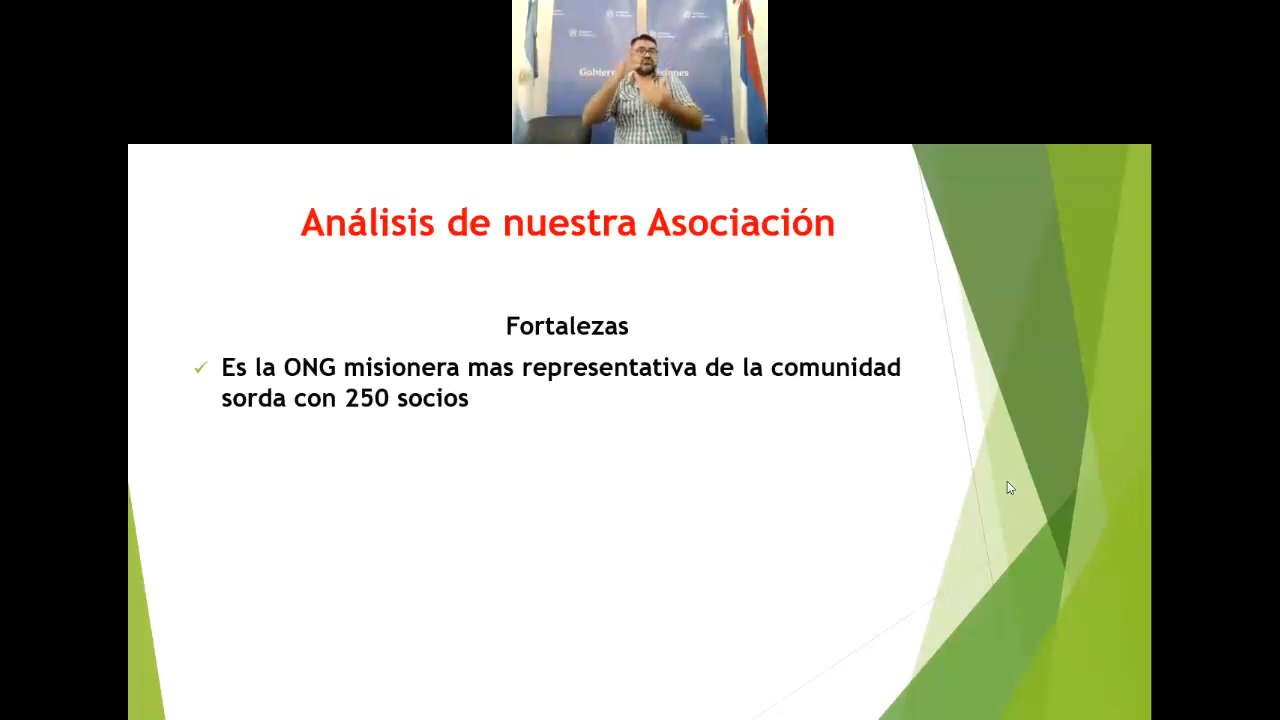 Análisis de nuestra Asociación
Fortalezas
Es la ONG misionera mas representativa de la comunidad
sorda con 250 socios